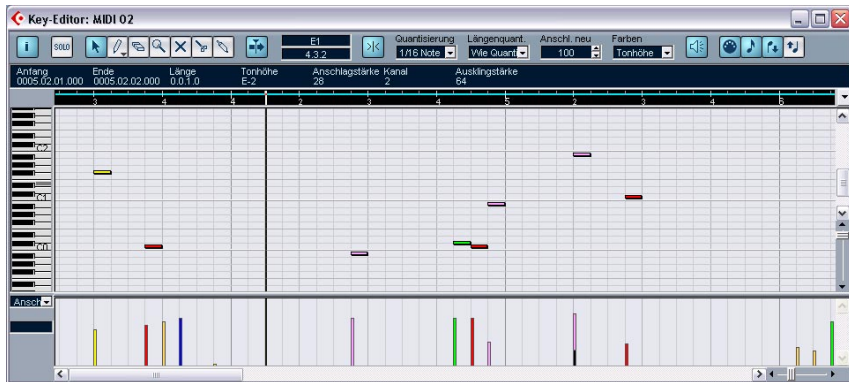 Key-Editor: MIDI 02
i SOLO E1 4.3.2 Quantisierung 1/16 Note Längenquant. Wie Quanti Anschl. neu 100 Farben Tonhöhe
Anfang Ende Länge Tonhöhe Anschlagstärke Kanal Ausklingstärke
0005.02.01.000 0005.02.02.000 0.0.1.0 E-2 28 2 64
3 4 4 2 3 4 5 2 3 4 6
C2
C1
C0
Ansch